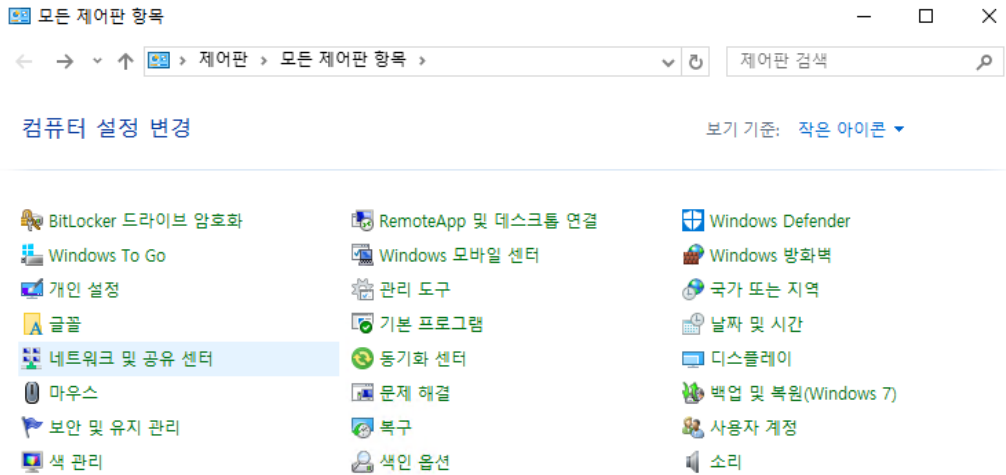 모든 제어판 항목
제어판 > 모든 제어판 항목 >
제어판 검색
컴퓨터 설정 변경
보기 기준: 작은 아이콘
BitLocker 드라이브 암호화 RemoteApp 및 데스크톱 연결 Windows Defender
Windows To Go Windows 모바일 센터 Windows 방화벽
개인 설정 관리 도구 국가 또는 지역
글꼴 기본 프로그램 날짜 및 시간
네트워크 및 공유 센터 동기화 센터 디스플레이
마우스 문제 해결 백업 및 복원(Windows 7)
보안 및 유지 관리 복구 사용자 계정
색 관리 색인 옵션 소리